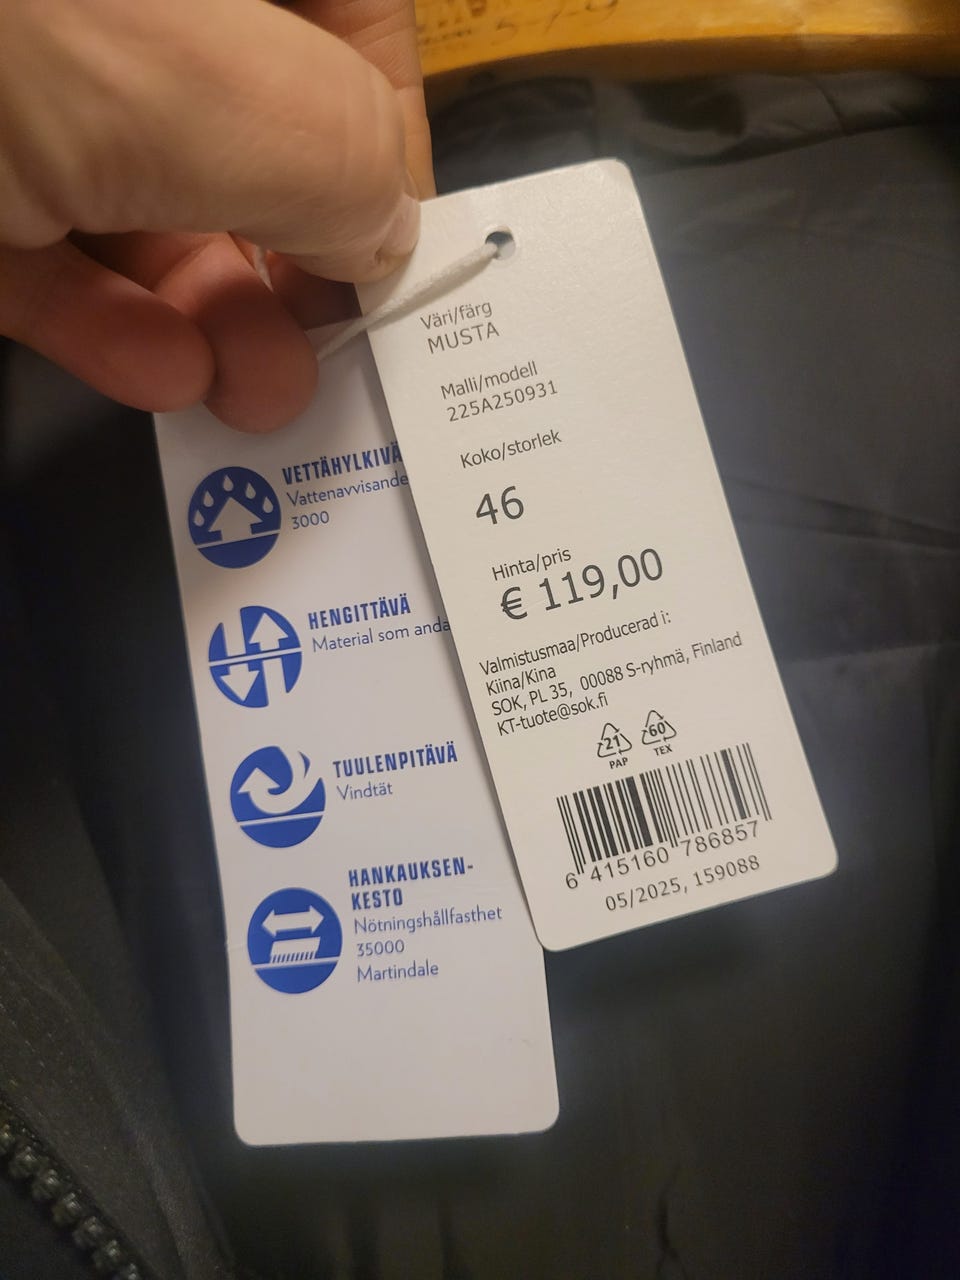 Väri/färg
MUSTA
Malli/modell
225A250931
Koko/storlek
46
Hinta/pris
€ 119,00
Valmistusmaa/Producerad i:
Kiina/Kina
SOK, PL 35, 00088 S-ryhmä, Finland
KT-tuote@sok.fi
21
PAP
60
TEX
6 415160 786857
05/2025, 159088
VETTÄHYLKIVÄ
Vattenavvisande
3000
HENGITTÄVÄ
Material som anda
TUULENPITÄVÄ
Vindtät
HANKAUKSEN-
KESTO
Nötningshållfasthet
35000
Martindale